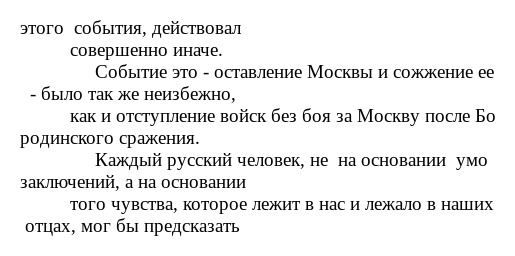 этого  события, действовал
совершенно иначе.
Событие это - оставление Москвы и сожжение ее
- было так же неизбежно,
как и отступление войск без боя за Москву после Бо
родинского сражения.
Каждый русский человек, не  на основании  умо
заключений, а на основании
того чувства, которое лежит в нас и лежало в наших
отцах, мог бы предсказать